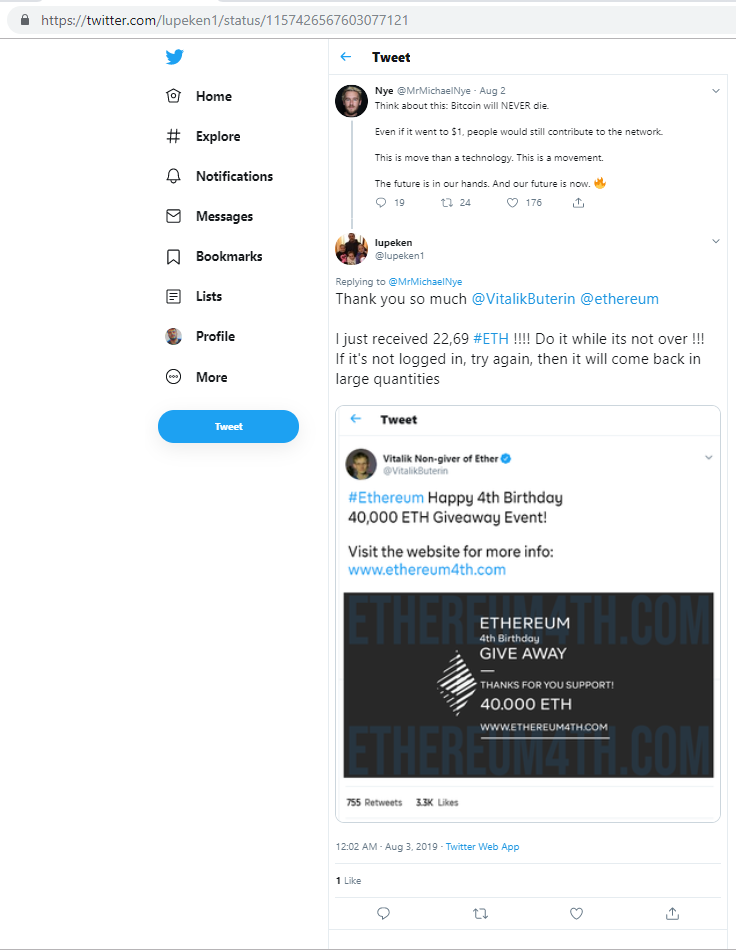 https://twitter.com/lupeken1/status/1157426567603077121
Tweet
Home
Explore
Notifications
Messages
Bookmarks
Lists
Profile
More
Tweet
Nye @MrMichaelNye · Aug 2
Think about this: Bitcoin will NEVER die.
Even if it went to $1, people would still contribute to the network.
This is move than a technology. This is a movement.
The future is in our hands. And our future is now. 🔥
19 24 176
lupeken
@lupeken1
Replying to @MrMichaelNye
Thank you so much @VitalikButerin @ethereum
I just received 22,69 #ETH !!!! Do it while its not over !!!
If it's not logged in, try again, then it will come back in
large quantities
Tweet
Vitalik Non-giver of Ether
@VitalikButerin
#Ethereum Happy 4th Birthday
40,000 ETH Giveaway Event!
Visit the website for more info:
www.ethereum4th.com
ETHEREUM4TH.COM
ETHEREUM
4th Birthday
GIVE AWAY
THANKS FOR YOU SUPPORT!
40.000 ETH
WWW.ETHEREUM4TH.COM
ETHEREUM4TH.COM
755 Retweets 3.3K Likes
12:02 AM · Aug 3, 2019 · Twitter Web App
1 Like